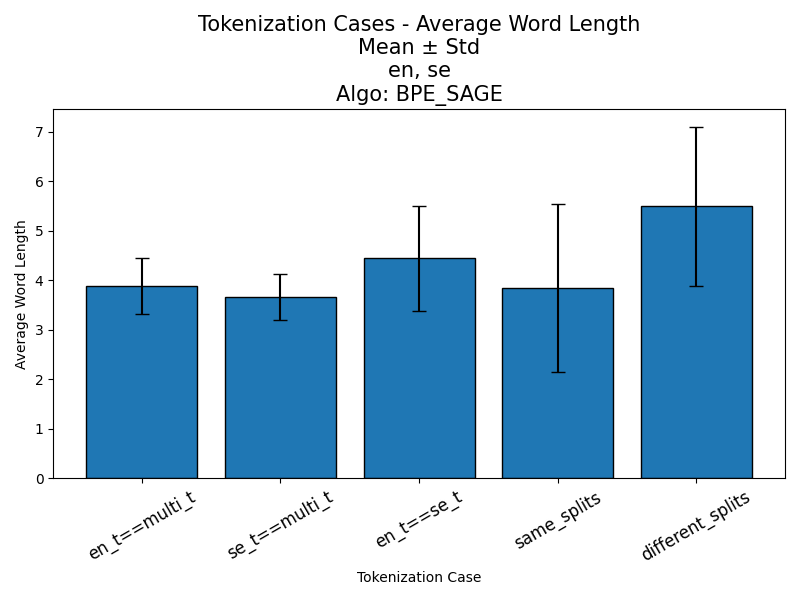 Tokenization Cases - Average Word Length
Mean ± Std
en, se
Algo: BPE_SAGE
Average Word Length
7
6
5
4
3
2
1
0
en_t==multi_t
se_t==multi_t
en_t==se_t
same_splits
different_splits
Tokenization Case